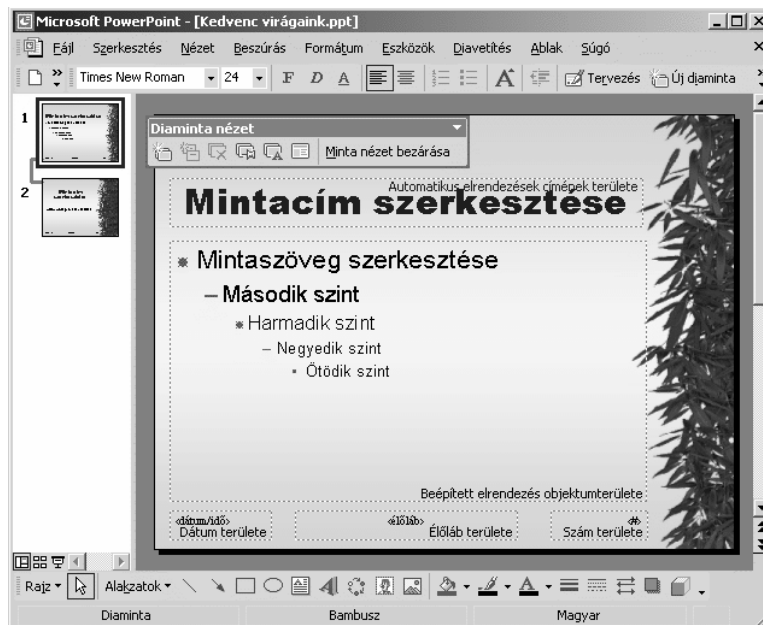 Microsoft PowerPoint - [Kedvenc virágaink.ppt]
Fájl Szerkesztés Nézet Beszúrás Formátum Eszközök Diavetítés Ablak Súgó
Times New Roman 24 F D A A Tervezés Új diaminta
1
2
Diaminta nézet
Minta nézet bezárása
Automatikus elrendezések címének területe
Mintacím szerkesztése
Mintaszöveg szerkesztése
– Második szint
Harmadik szint
– Negyedik szint
• Ötödik szint
Beépített elrendezés objektumterülete
‹dátum/idő› ‹élőláb› ‹#›
Dátum területe Élőláb területe Szám területe
Rajz Alakzatok
Diaminta Bambusz Magyar